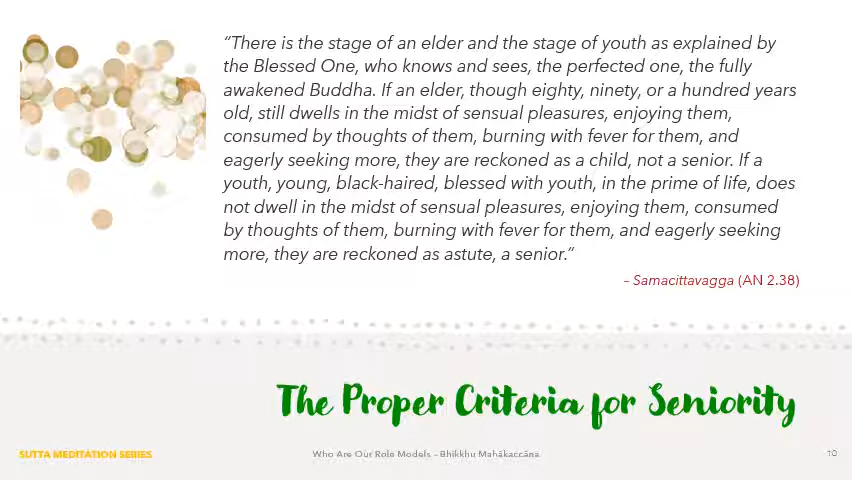 “There is the stage of an elder and the stage of youth as explained by
the Blessed One, who knows and sees, the perfected one, the fully
awakened Buddha. If an elder, though eighty, ninety, or a hundred years
old, still dwells in the midst of sensual pleasures, enjoying them,
consumed by thoughts of them, burning with fever for them, and
eagerly seeking more, they are reckoned as a child, not a senior. If a
youth, young, black-haired, blessed with youth, in the prime of life, does
not dwell in the midst of sensual pleasures, enjoying them, consumed
by thoughts of them, burning with fever for them, and eagerly seeking
more, they are reckoned as astute, a senior.”
– Samacittavagga (AN 2.38)
The Proper Criteria for Seniority
SUTTA MEDITATION SERIES
Who Are Our Role Models – Bhikkhu Mahākaccāna
10